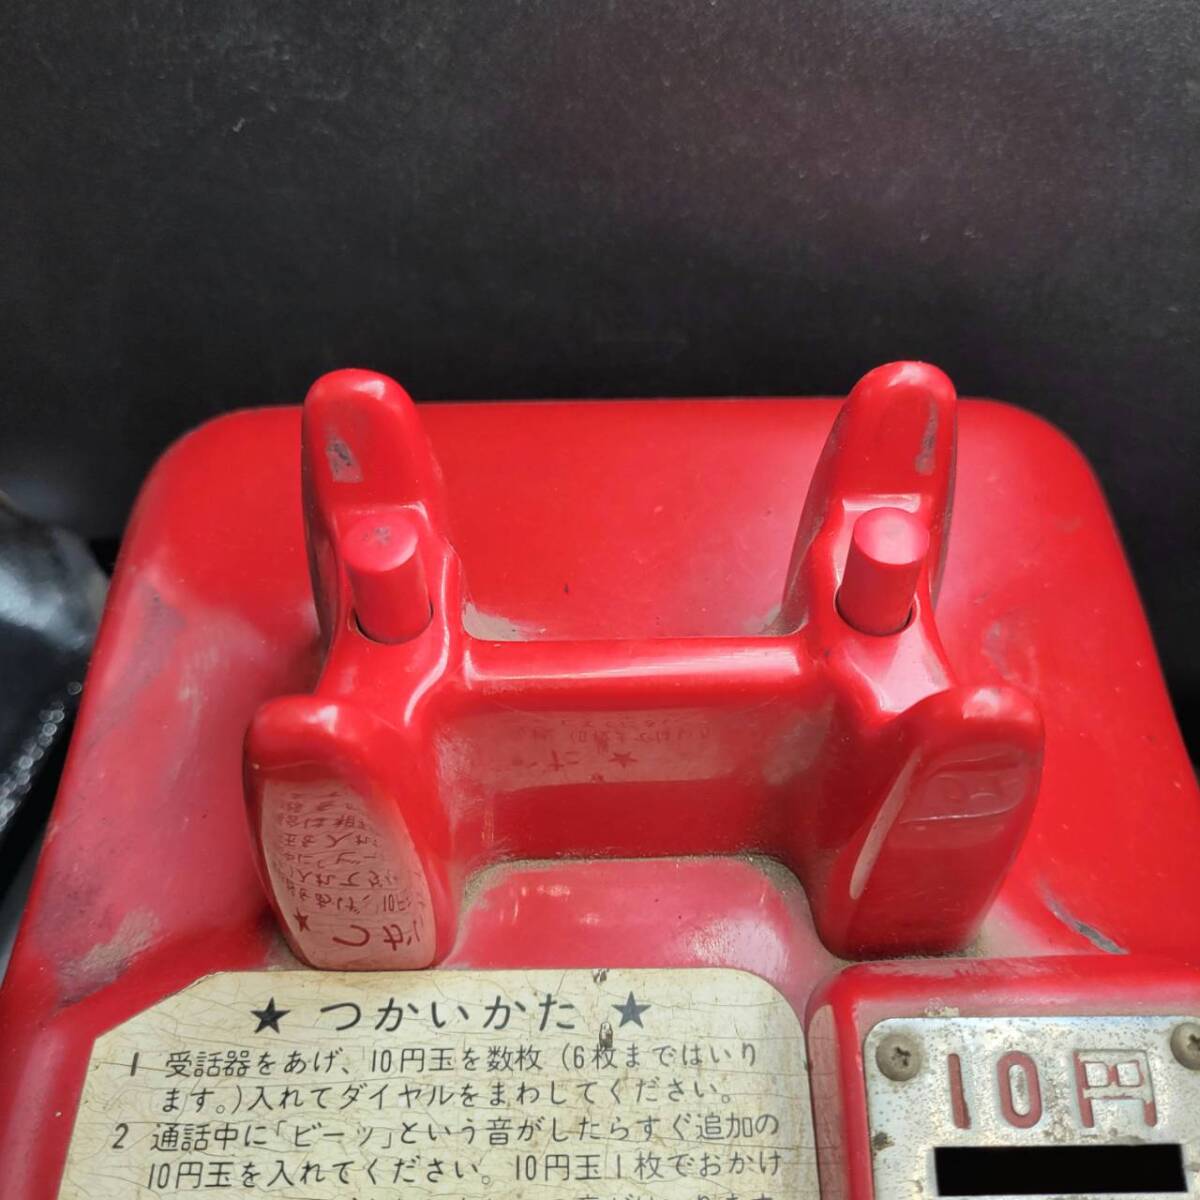 ★ つかいかた ★
1 受話器をあげ、10円玉を数枚(6枚まではいり
ます。)入れてダイヤルをまわしてください。
2 通話中に「ビーッ」という音がしたらすぐ追加の
10円玉を入れてください。10円玉1枚でおかけ
10円